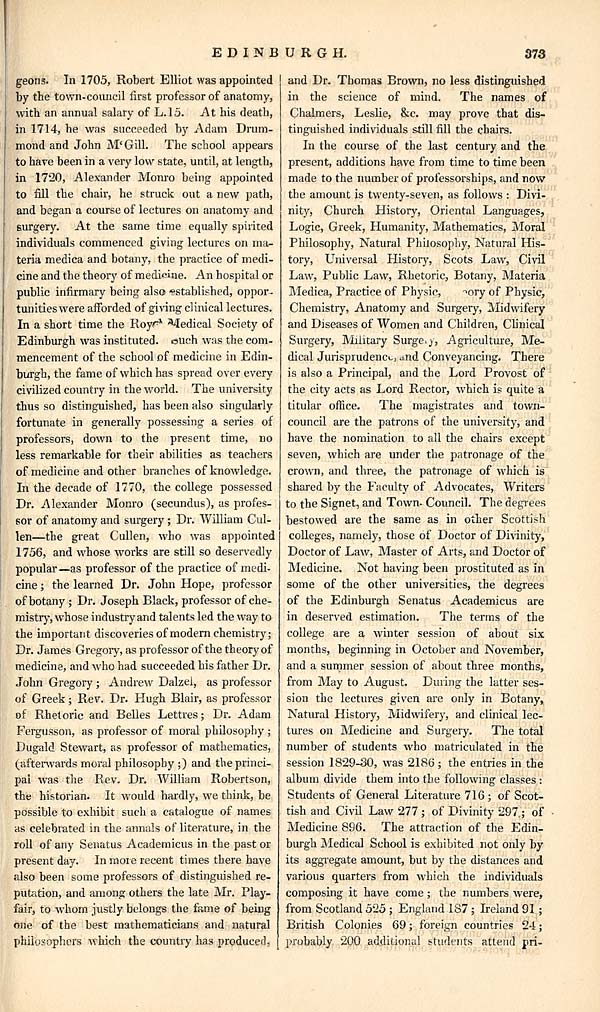 EDINBURGH.
373
geons. In 1705, Robert Elliot was appointed
by the town-council first professor of anatomy,
with an annual salary of L.15. At his death,
in 1714, he was succeeded by Adam Drum-
mond and John M‘Gill. The school appears
to have been in a very low state, until, at length,
in 1720, Alexander Monro being appointed
to fill the chair, he struck out a new path,
and began a course of lectures on anatomy and
surgery. At the same time equally spirited
individuals commenced giving lectures on ma-
teria medica and botany, the practice of medi-
cine and the theory of medicine. An hospital or
public infirmary being also established, oppor-
tunities were afforded of giving clinical lectures.
In a short time the Medical Society of
Edinburgh was instituted. Such was the com-
mencement of the school of medicine in Edin-
burgh, the fame of which has spread over every
civilized country in the world. The university
thus so distinguished, has been also singularly
fortunate in generally possessing a series of
professors, down to the present time, no
less remarkable for their abilities as teachers
of medicine and other branches of knowledge.
In the decade of 1770, the college possessed
Dr. Alexander Monro (secundus), as profes-
sor of anatomy and surgery; Dr. William Cul-
len—the great Cullen, who was appointed
1756, and whose works are still so deservedly
popular—as professor of the practice of medi-
cine; the learned Dr. John Hope, professor
of botany; Dr. Joseph Black, professor of che-
mistry, whose industry and talents led the way to
the important discoveries of modern chemistry;
Dr. James Gregory, as professor of the theory of
medicine, and who had succeeded his father Dr.
John Gregory; Andrew Dalzel, as professor
of Greek; Rev. Dr. Hugh Blair, as professor
of Rhetoric and Belles Lettres; Dr. Adam
Fergusson, as professor of moral philosophy;
Dugald Stewart, as professor of mathematics,
(afterwards moral philosophy;) and the princi-
pal was the Rev. Dr. William Robertson,
the historian. It would hardly, we think, be
possible to exhibit such a catalogue of names
as celebrated in the annals of literature, in the
roll of any Senatus Academicus in the past or
present day. In more recent times there have
also been some professors of distinguished re-
putation, and among others the late Mr. Play-
fair, to whom justly belongs the fame of being
one of the best mathematicians and natural
philosophers which the country has produced,
and Dr. Thomas Brown, no less distinguished
in the science of mind. The names of
Chalmers, Leslie, &c. may prove that dis-
tinguished individuals still fill the chairs.
In the course of the last century and the
present, additions have from time to time been
made to the number of professorships, and now
the amount is twenty-seven, as follows: Divi-
nity, Church History, Oriental Languages,
Logic, Greek, Humanity, Mathematics, Moral
Philosophy, Natural Philosophy, Natural His-
tory, Universal History, Scots Law, Civil
Law, Public Law, Rhetoric, Botany, Materia
Medica, Practice of Physic, of Physic,
Chemistry, Anatomy and Surgery, Midwifery
and Diseases of Women and Children, Clinical
Surgery, Military Surgery, Agriculture, Me-
dical Jurisprudence, and Conveyancing. There
is also a Principal, and the Lord Provost of
the city acts as Lord Rector, which is quite a
titular office. The magistrates and town-
council are the patrons of the university, and
have the nomination to all the chairs except
seven, which are under the patronage of the
crown, and three, the patronage of which is
shared by the Faculty of Advocates, Writers
to the Signet, and Town-Council. The degrees
bestowed are the same as in other Scottish
colleges, namely, those of Doctor of Divinity,
Doctor of Law, Master of Arts, and Doctor of
Medicine. Not having been prostituted as in
some of the other universities, the degrees
of the Edinburgh Senatus Academicus are
in deserved estimation. The terms of the
college are a winter session of about six
months, beginning in October and November,
and a summer session of about three months,
from May to August. During the latter ses-
sion the lectures given are only in Botany,
Natural History, Midwifery, and clinical lec-
tures on Medicine and Surgery. The total
number of students who matriculated in the
session 1829-30, was 2186; the entries in the
album divide them into the following classes:
Students of General Literature 716; of Scot-
tish and Civil Law 277; of Divinity 297; of
Medicine 896. The attraction of the Edin-
burgh Medical School is exhibited not only by
its aggregate amount, but by the distances and
various quarters from which the individuals
composing it have come; the numbers were,
from Scotland 525; England 187; Ireland 91;
British Colonies 69; foreign countries 24;
probably 200 additional students attend pri-